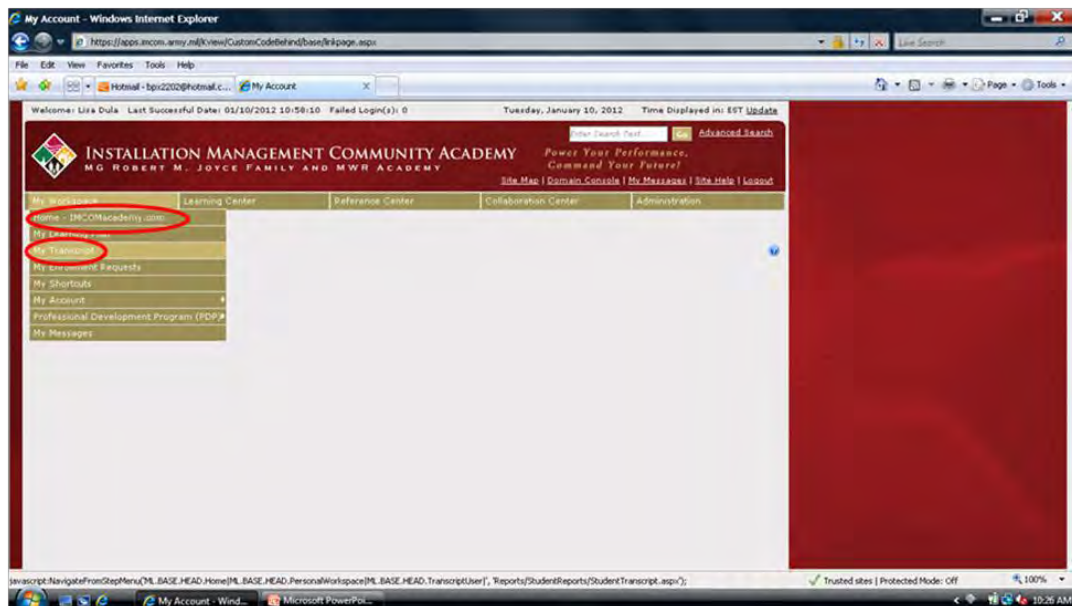 My Account - Windows Internet Explorer
https://apps.imcom.army.mil/Kview/CustomCodeBehind/base/linkpage.aspx
Live Search
File Edit View Favorites Tools Help
Hotmail - bpx2202@hotmail.c... My Account X Page Tools
Welcome: Lisa Dula Last Successful Date: 01/10/2012 10:58:10 Failed Login(s): 0 Tuesday, January 10, 2012 Time Displayed in: EST Update
Enter Search Text... Go Advanced Search
INSTALLATION MANAGEMENT COMMUNITY ACADEMY
MG ROBERT M. JOYCE FAMILY AND MWR ACADEMY
Power Your Performance.
Command Your Future!
Site Map | Domain Console | My Messages | Site Help | Logout
My Workspace Learning Center Reference Center Collaboration Center Administration
Home - IMCOMacademy.com
My Learning Plan
My Transcript
My Enrollment Requests
My Shortcuts
My Account
Professional Development Program (PDP)
My Messages
javascript:NavigateFromStepMenu('ML.BASE.HEAD.Home|ML.BASE.HEAD.PersonalWorkspace|ML.BASE.HEAD.TranscriptUser|', 'Reports/StudentReports/StudentTranscript.aspx');
Trusted sites | Protected Mode: Off 100%
My Account - Wind... Microsoft PowerPoi... 10:26 AM